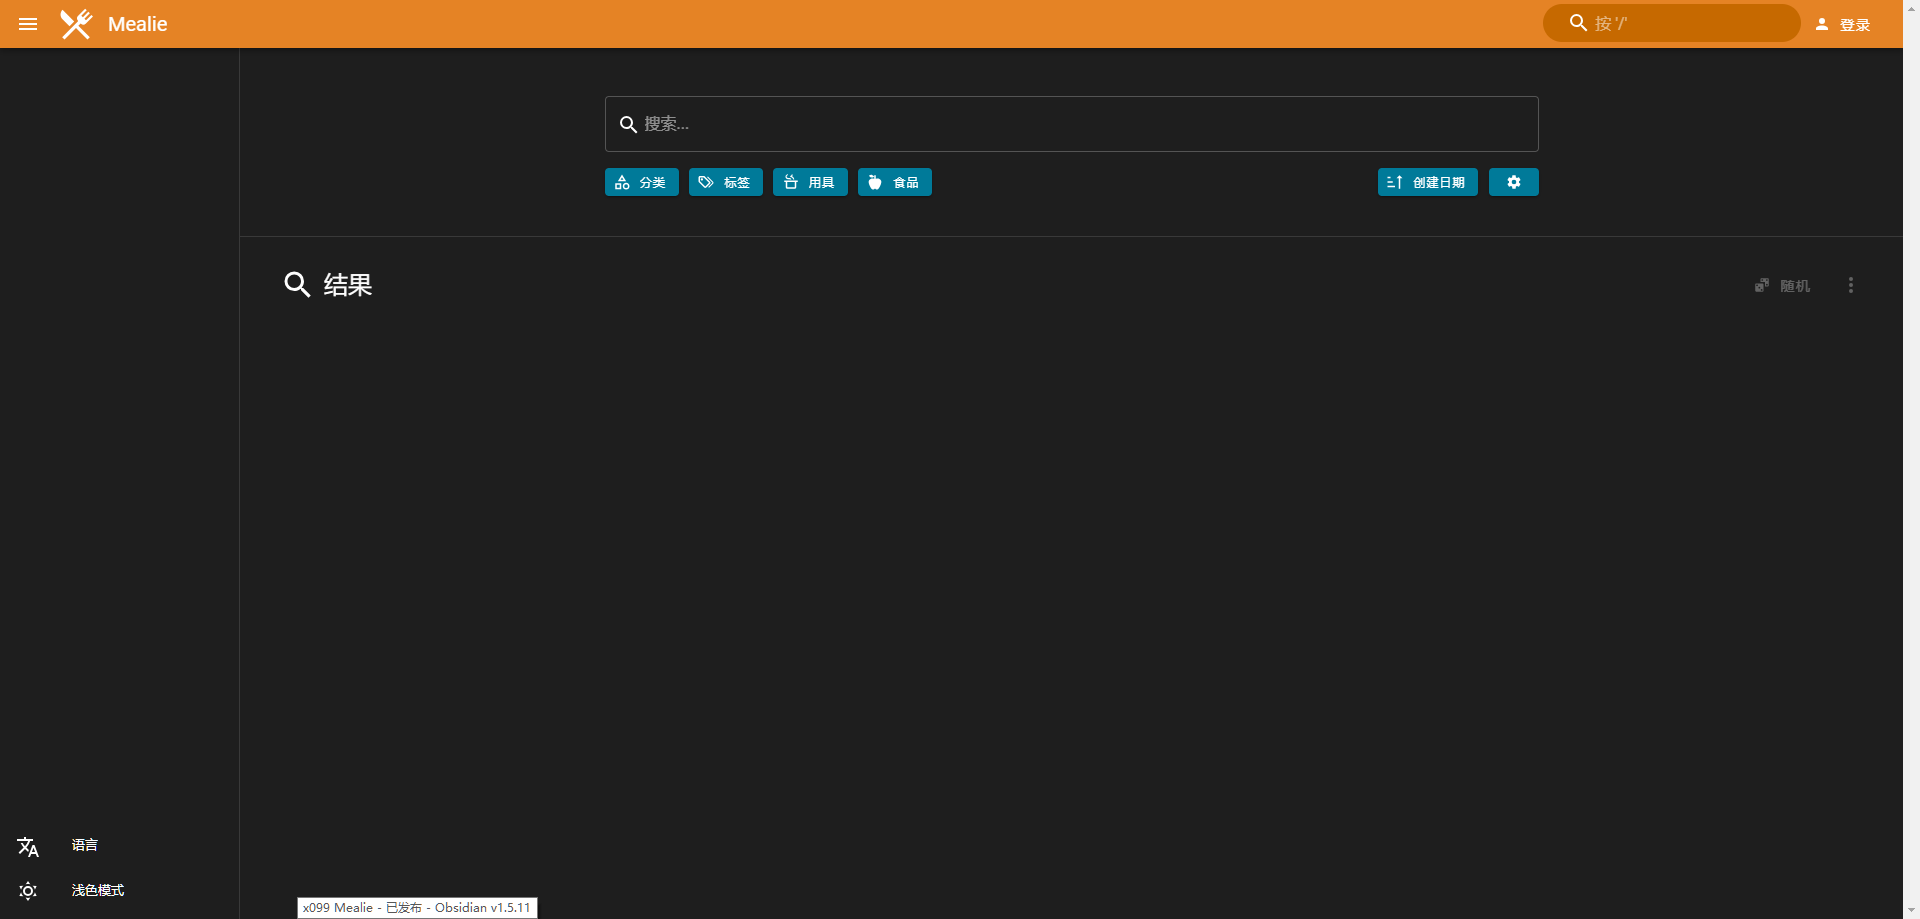 Mealie
按 '/'
登录
搜索...
分类
标签
用具
食品
创建日期
结果
随机
语言
浅色模式
x099 Mealie - 已发布 - Obsidian v1.5.11